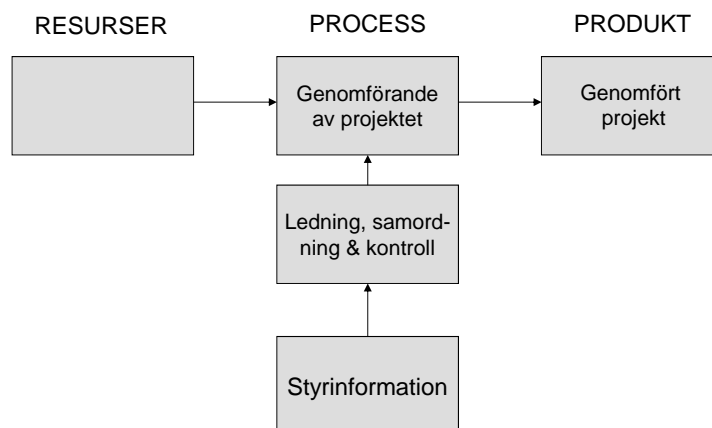 RESURSER
PROCESS
PRODUKT
Genomförande
av projektet
Genomfört
projekt
Ledning, samord-
ning & kontroll
Styrinformation